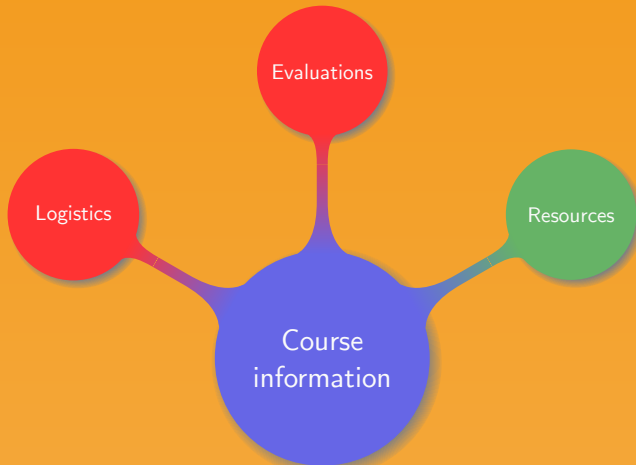 Evaluations
Logistics
Resources
Course
information